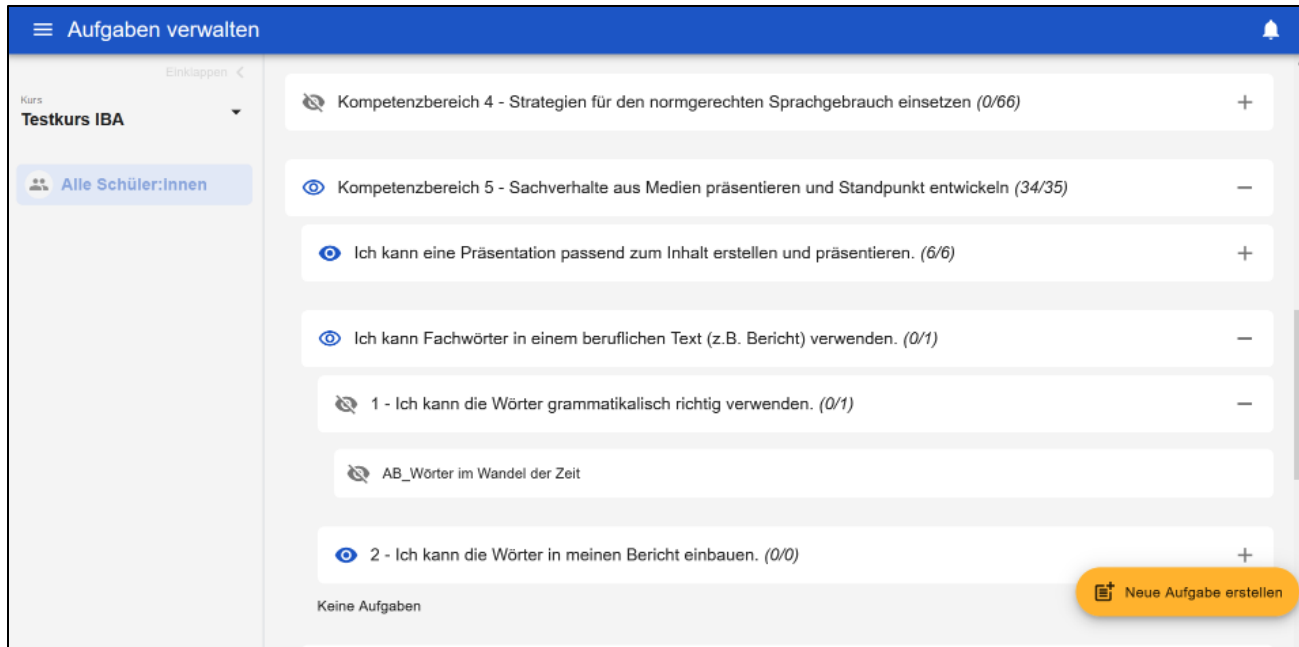 Aufgaben verwalten
Einklappen
Kurs
Testkurs IBA
Alle Schüler:Innen
Kompetenzbereich 4 - Strategien für den normgerechten Sprachgebrauch einsetzen (0/66)
Kompetenzbereich 5 - Sachverhalte aus Medien präsentieren und Standpunkt entwickeln (34/35)
Ich kann eine Präsentation passend zum Inhalt erstellen und präsentieren. (6/6)
Ich kann Fachwörter in einem beruflichen Text (z.B. Bericht) verwenden. (0/1)
1 - Ich kann die Wörter grammatikalisch richtig verwenden. (0/1)
AB_Wörter im Wandel der Zeit
2 - Ich kann die Wörter in meinen Bericht einbauen. (0/0)
Neue Aufgabe erstellen
Keine Aufgaben